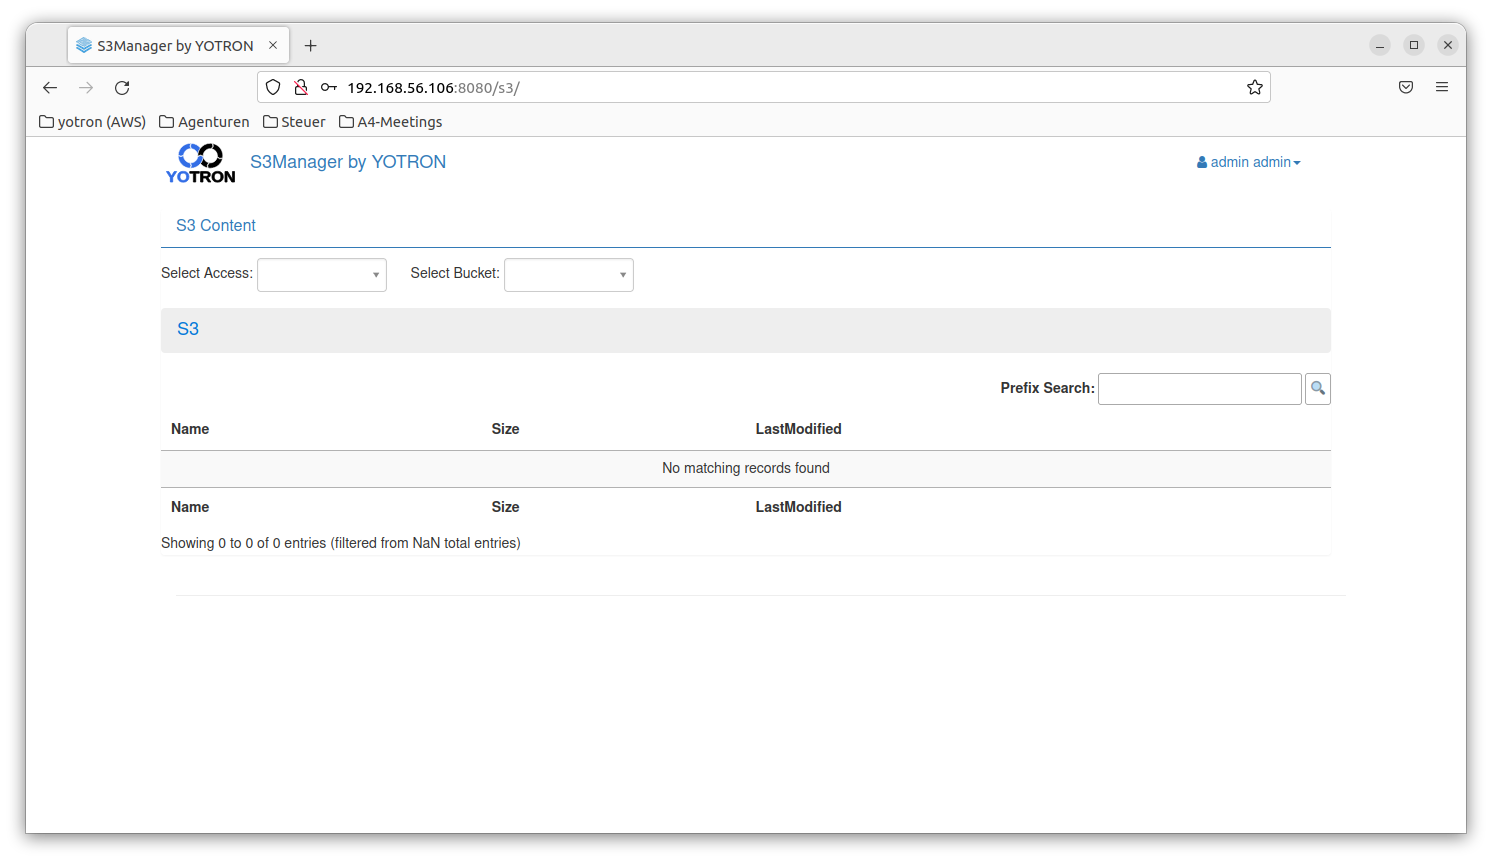 S3Manager by YOTRON
192.168.56.106:8080/s3/
yotron (AWS) Agenturen Steuer A4-Meetings
YOTRON S3Manager by YOTRON admin admin
S3 Content
Select Access: Select Bucket:
S3
Prefix Search:
Name Size LastModified
No matching records found
Name Size LastModified
Showing 0 to 0 of 0 entries (filtered from NaN total entries)